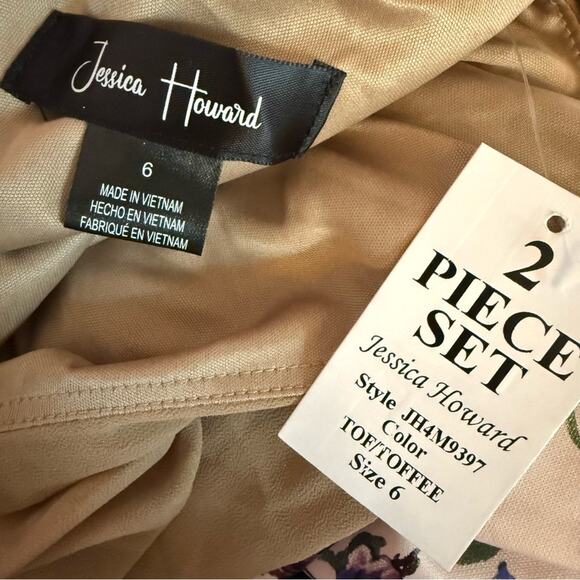 Jessica Howard
6
MADE IN VIETNAM
HECHO EN VIETNAM
FABRIQUÉ EN VIETNAM
2
PIECE
SET
Jessica Howard
Style JH4M9397
Color
TOF/TOFFEE
Size 6